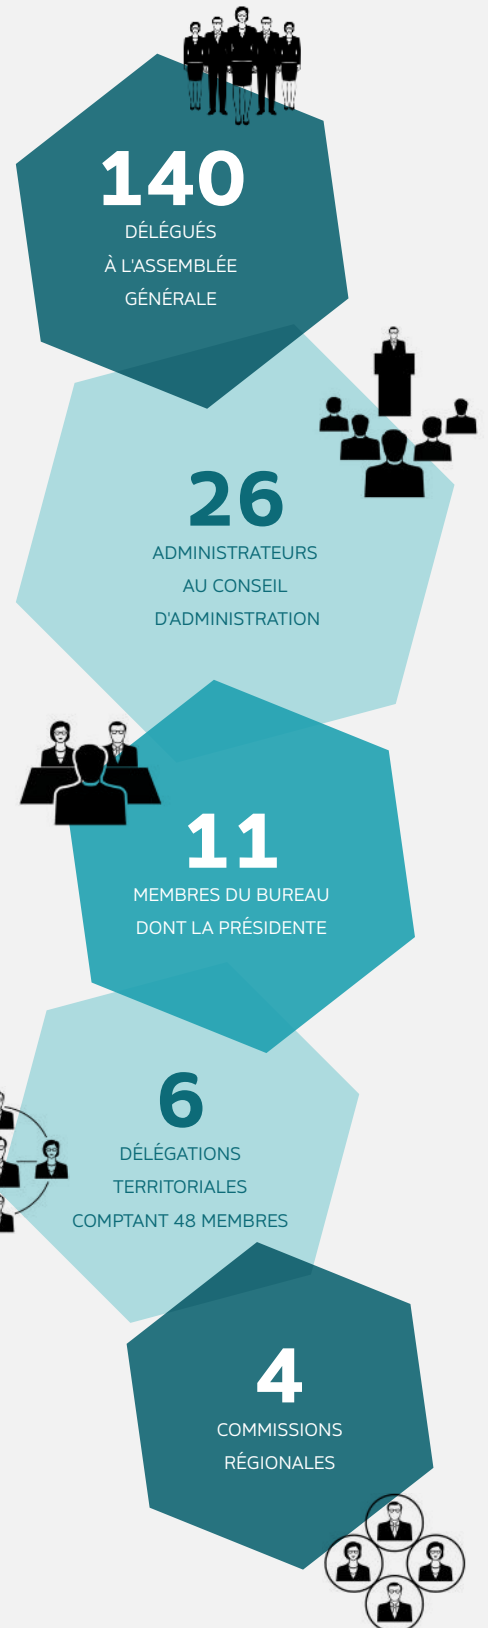 140
DÉLÉGUÉS
À L'ASSEMBLÉE
GÉNÉRALE
26
ADMINISTRATEURS
AU CONSEIL
D'ADMINISTRATION
11
MEMBRES DU BUREAU
DONT LA PRÉSIDENTE
6
DÉLÉGATIONS
TERRITORIALES
COMPTANT 48 MEMBRES
4
COMMISSIONS
RÉGIONALES